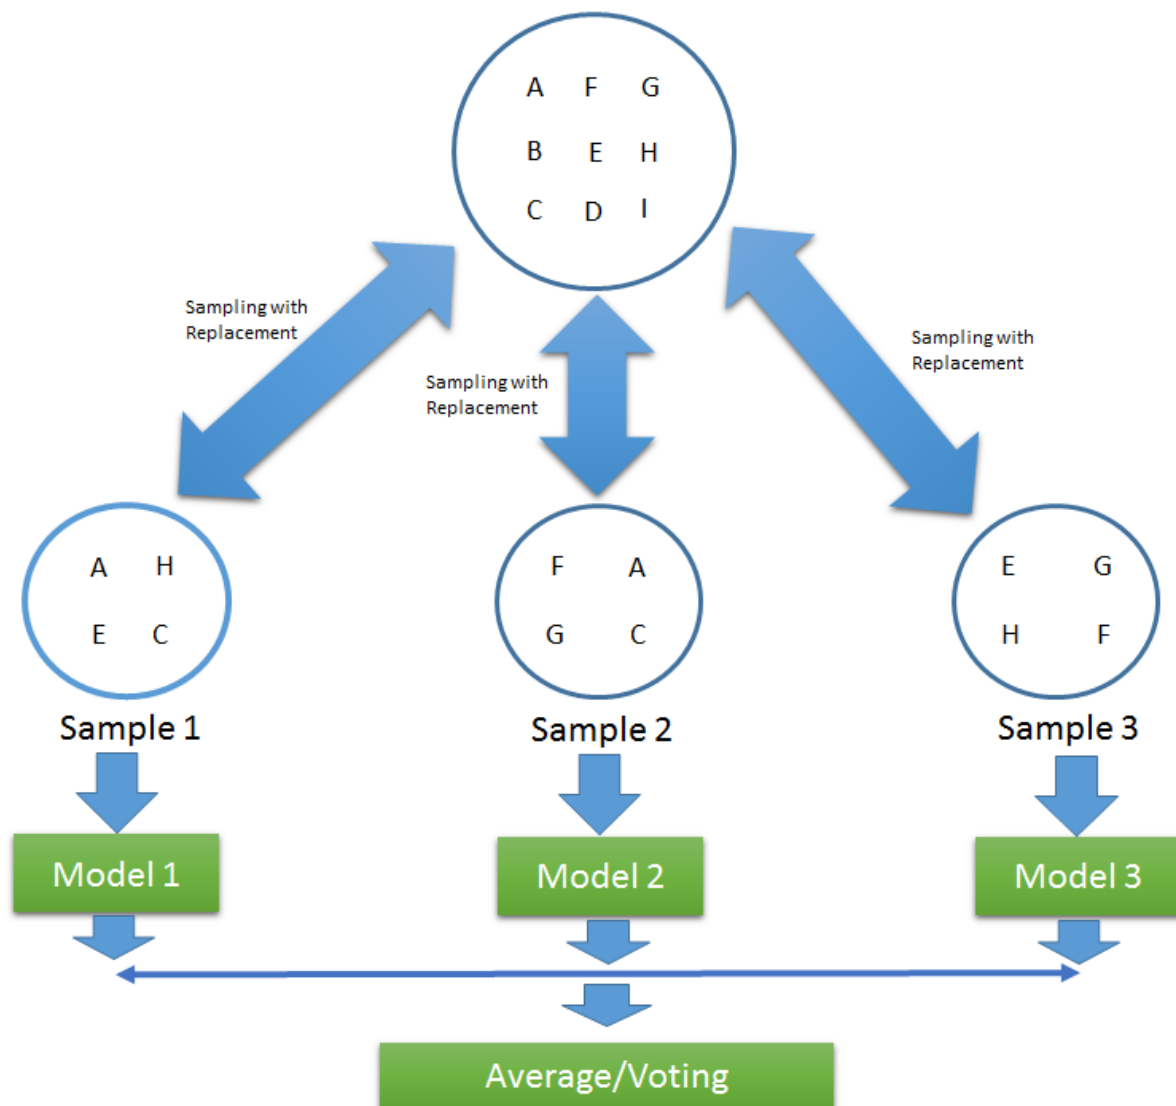 A F G
B E H
C D I
Sampling with
Replacement
Sampling with
Replacement
Sampling with
Replacement
A H
E C
F A
G C
E G
H F
Sample 1
Sample 2
Sample 3
Model 1
Model 2
Model 3
Average/Voting